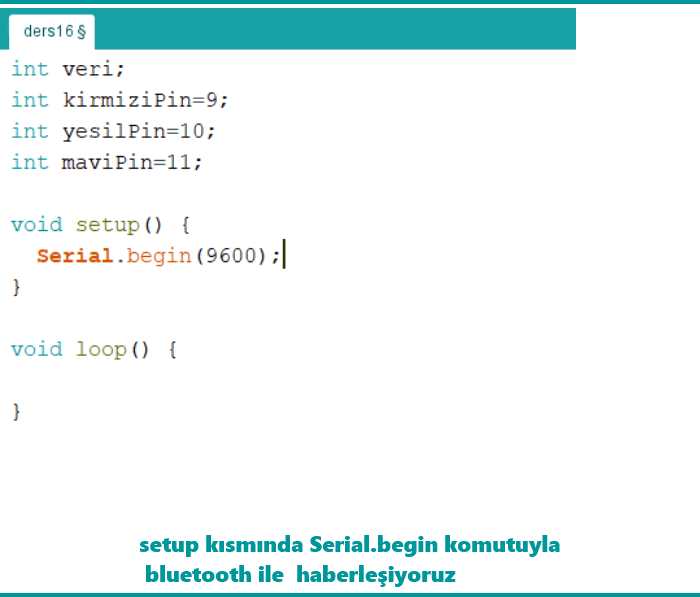 ders16 §
int veri;
int kirmiziPin=9;
int yesilPin=10;
int maviPin=11;
void setup() {
Serial.begin(9600);
}
void loop() {
}
setup kısmında Serial.begin komutuyla
bluetooth ile haberleşiyoruz